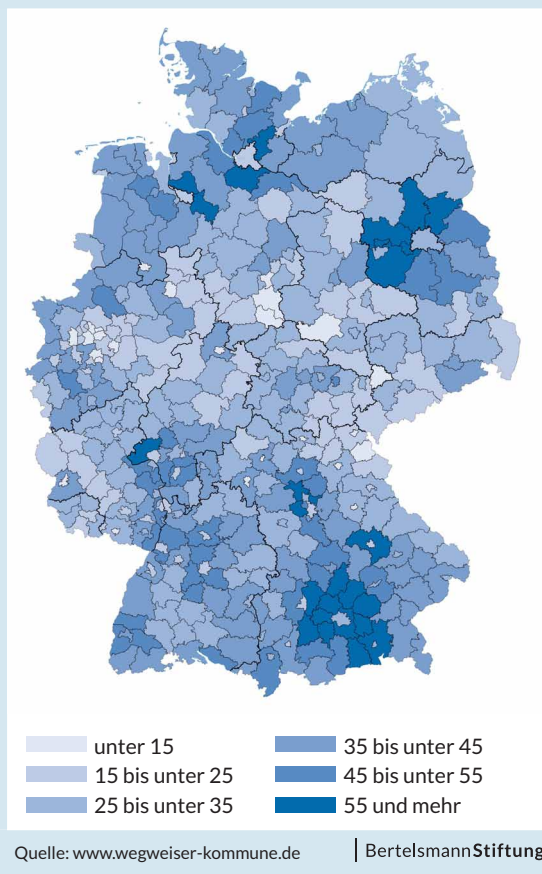 unter 15
15 bis unter 25
25 bis unter 35
35 bis unter 45
45 bis unter 55
55 und mehr
Quelle: www.wegweiser-kommune.de
BertelsmannStiftung